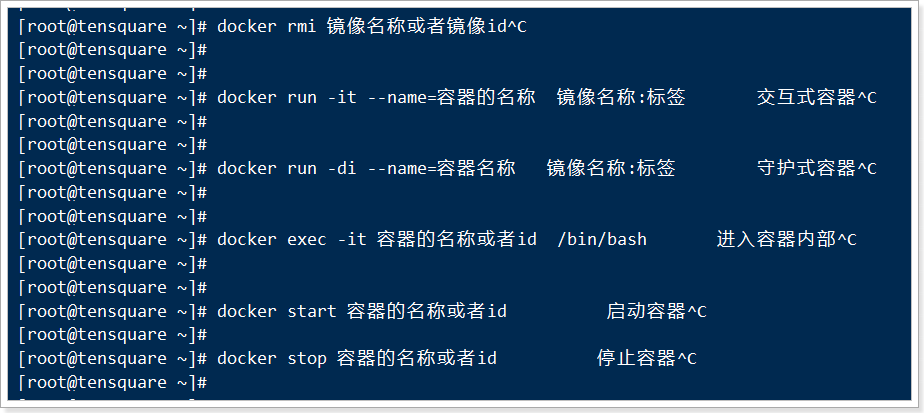 [root@tensquare ~]# docker rmi 镜像名称或者镜像id^C
[root@tensquare ~]#
[root@tensquare ~]#
[root@tensquare ~]# docker run -it --name=容器的名称  镜像名称:标签       交互式容器^C
[root@tensquare ~]#
[root@tensquare ~]#
[root@tensquare ~]# docker run -di --name=容器名称   镜像名称:标签        守护式容器^C
[root@tensquare ~]#
[root@tensquare ~]#
[root@tensquare ~]# docker exec -it 容器的名称或者id  /bin/bash       进入容器内部^C
[root@tensquare ~]#
[root@tensquare ~]#
[root@tensquare ~]# docker start 容器的名称或者id          启动容器^C
[root@tensquare ~]#
[root@tensquare ~]# docker stop 容器的名称或者id          停止容器^C
[root@tensquare ~]#